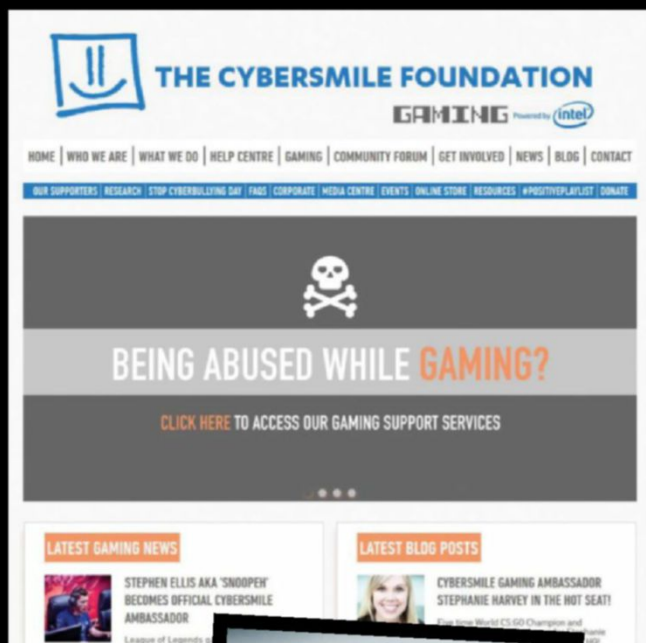 THE CYBERSMILE FOUNDATION
GAMING Powered by intel
HOME | WHO WE ARE | WHAT WE DO | HELP CENTRE | GAMING | COMMUNITY FORUM | GET INVOLVED | NEWS | BLOG | CONTACT
OUR SUPPORTERS | RESEARCH | STOP CYBERBULLYING DAY | FAQS | CORPORATE | MEDIA CENTRE | EVENTS | ONLINE STORE | RESOURCES | #POSITIVEPLAYLIST | DONATE
BEING ABUSED WHILE GAMING?
CLICK HERE TO ACCESS OUR GAMING SUPPORT SERVICES
LATEST GAMING NEWS
STEPHEN ELLIS AKA 'SNOOPEH'
BECOMES OFFICIAL CYBERSMILE
AMBASSADOR
League of Legends
LATEST BLOG POSTS
CYBERSMILE GAMING AMBASSADOR
STEPHANIE HARVEY IN THE HOT SEAT!
time World CS:GO Champion and